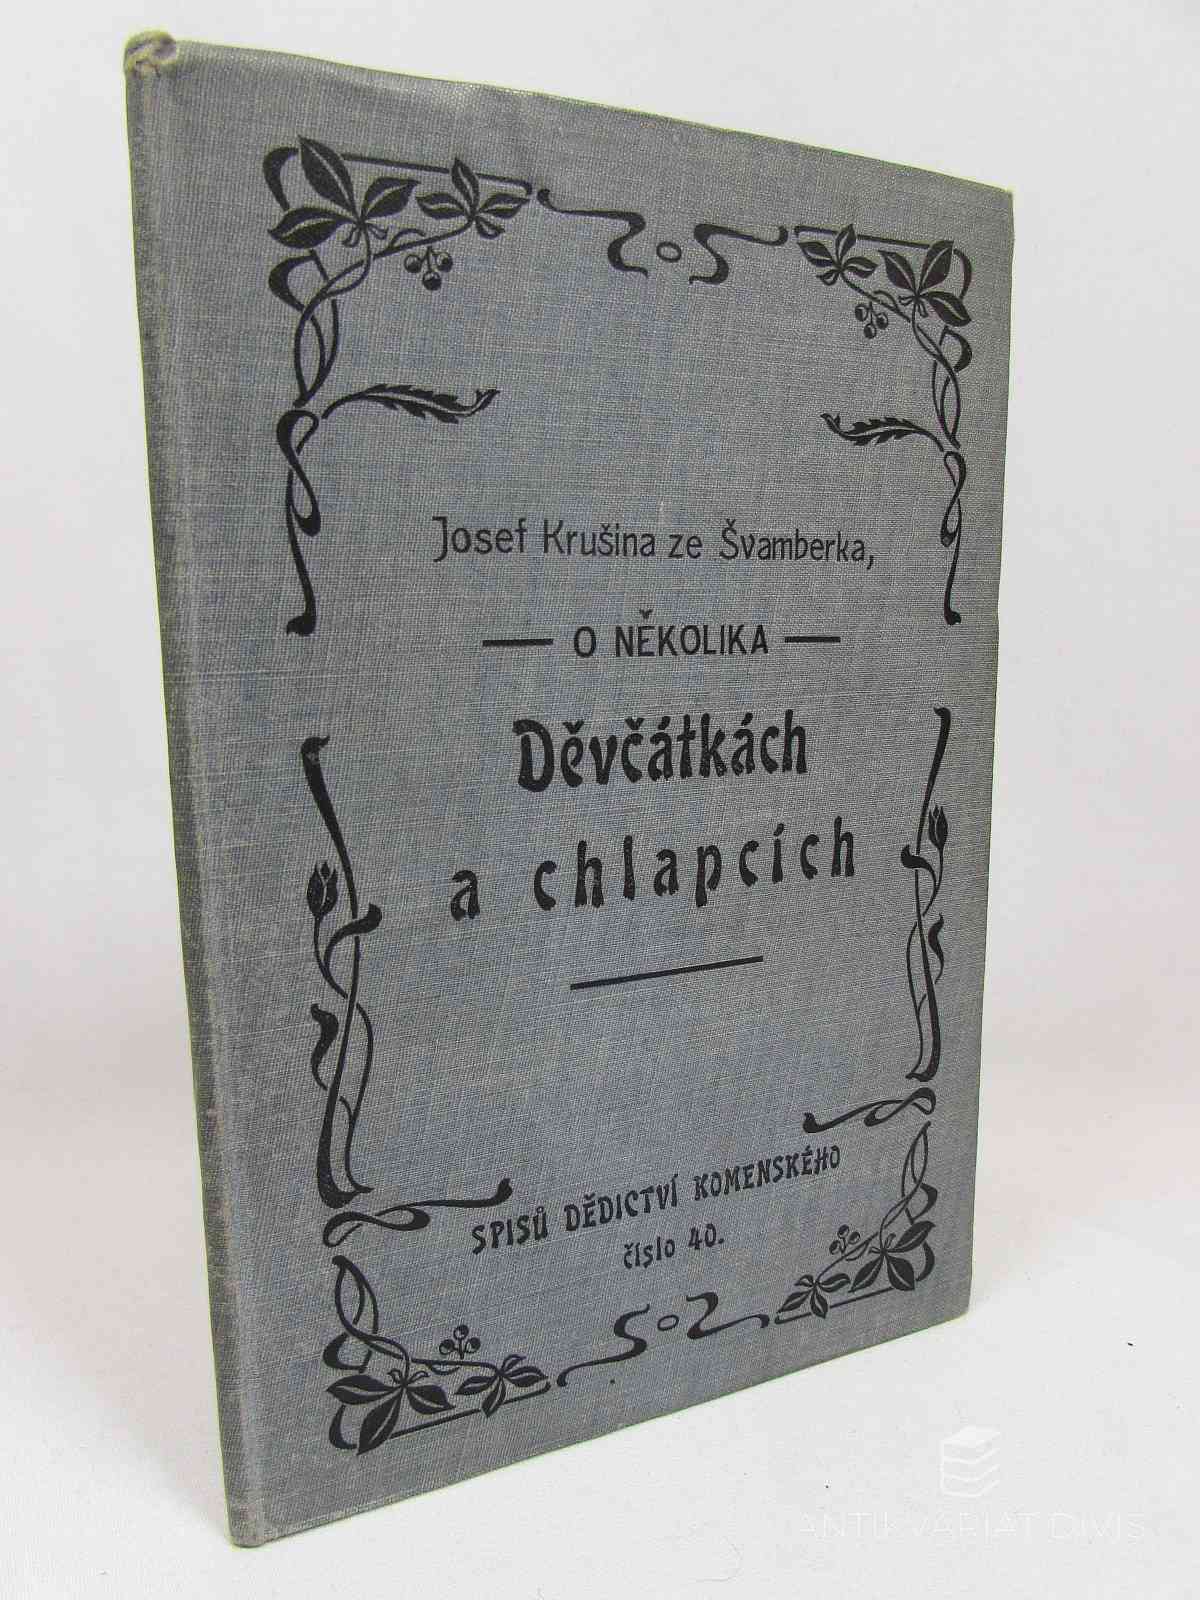 Josef Krušina ze Švamberka,
O NĚKOLIKA
Děvčátkách
a chlapcích
SPISŮ DĚDICTVÍ KOMENSKÉHO
číslo 40.
ANTIKVARIÁT DIVIŠ